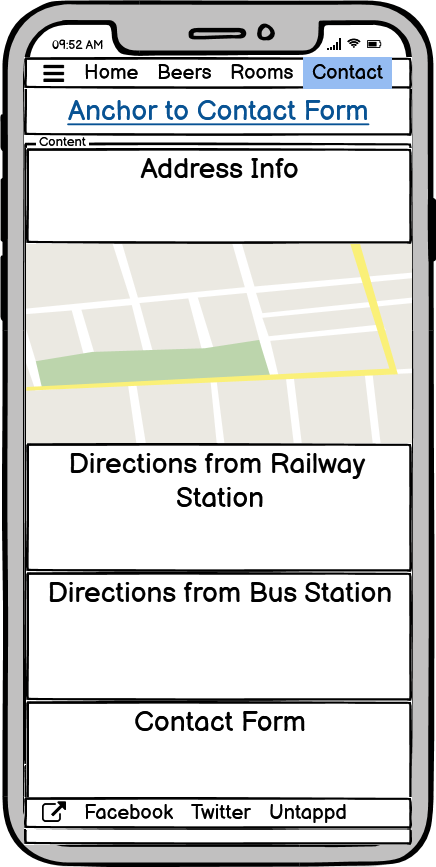 09:52 AM
Home Beers Rooms Contact
Anchor to Contact Form
Content
Address Info
Directions from Railway
Station
Directions from Bus Station
Contact Form
Facebook Twitter Untappd